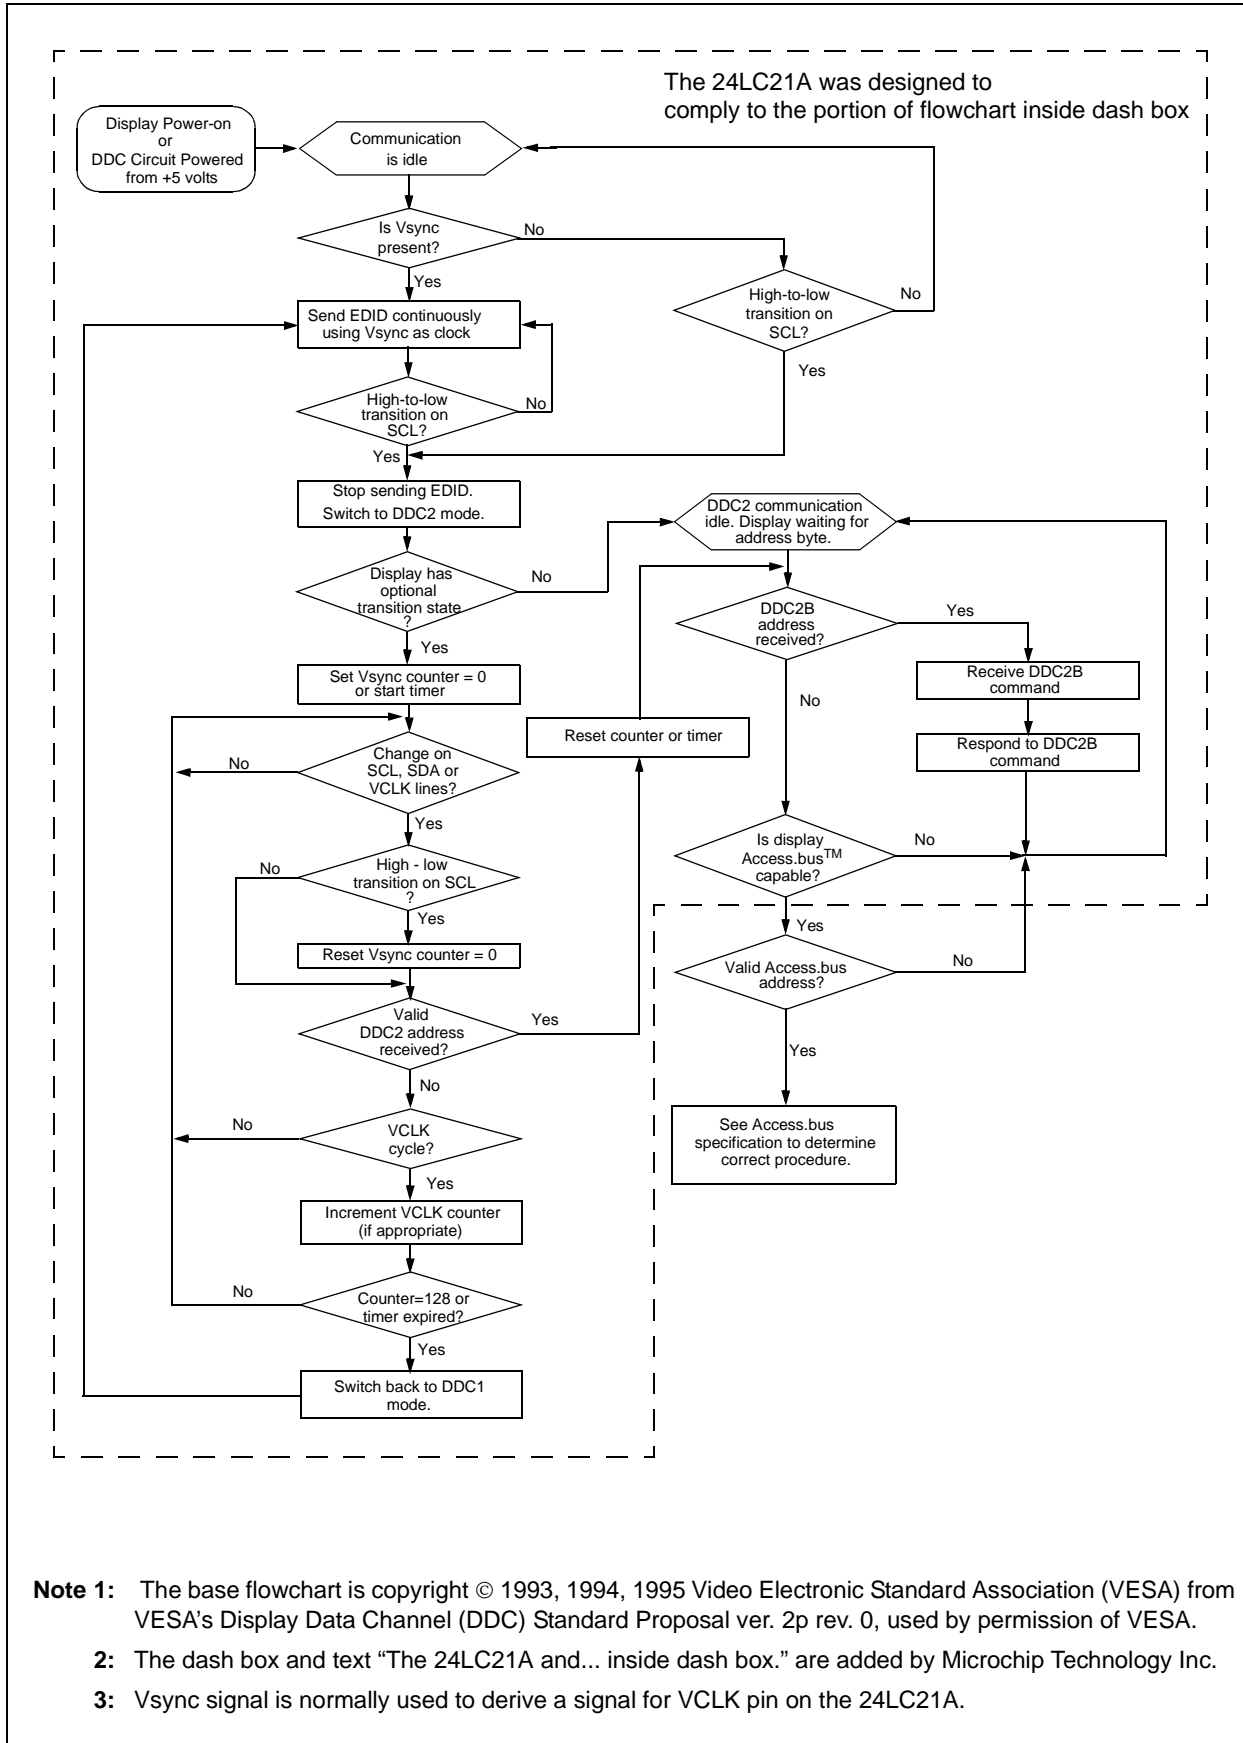 The 24LC21A was designed to
comply to the portion of flowchart inside dash box
Display Power-on
or
DDC Circuit Powered
from +5 volts
Communication
is idle
Is Vsync
present?
No
Yes
High-to-low
transition on
SCL?
No
Yes
Send EDID continuously
using Vsync as clock
High-to-low
transition on
SCL?
No
Yes
Stop sending EDID.
Switch to DDC2 mode.
DDC2 communication
idle. Display waiting for
address byte.
Display has
optional
transition state
?
No
Yes
DDC2B
address
received?
Yes
No
Set Vsync counter = 0
or start timer
Receive DDC2B
command
Reset counter or timer
Respond to DDC2B
command
Change on
SCL, SDA or
VCLK lines?
No
Yes
Is display
Access.bus™
capable?
No
Yes
High - low
transition on SCL
?
No
Yes
Reset Vsync counter = 0
Valid Access.bus
address?
No
Yes
Valid
DDC2 address
received?
Yes
No
VCLK
cycle?
No
Yes
See Access.bus
specification to determine
correct procedure.
Increment VCLK counter
(if appropriate)
Counter=128 or
timer expired?
No
Yes
Switch back to DDC1
mode.
Note 1: The base flowchart is copyright © 1993, 1994, 1995 Video Electronic Standard Association (VESA) from
VESA's Display Data Channel (DDC) Standard Proposal ver. 2p rev. 0, used by permission of VESA.
2: The dash box and text “The 24LC21A and... inside dash box.” are added by Microchip Technology Inc.
3: Vsync signal is normally used to derive a signal for VCLK pin on the 24LC21A.